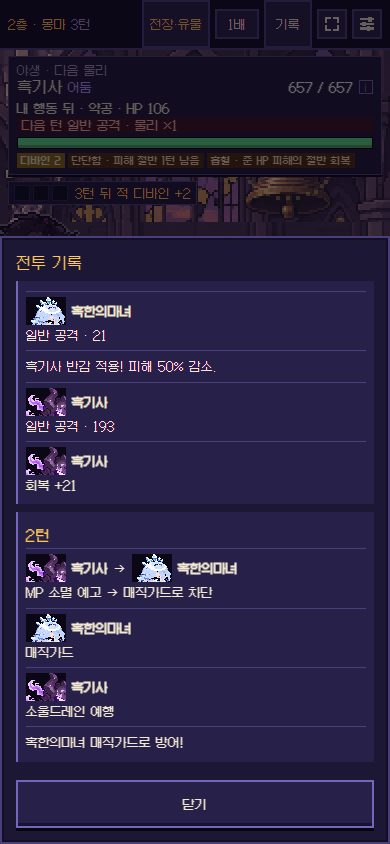 2층 · 몽마 3턴
전장·유물
1배
기록
야생 · 다음 물리
흑기사 어둠
657 / 657
내 행동 뒤 · 약공 · HP 106
다음 턴 일반 공격 · 물리 ×1
디바인 2
단단함 · 피해 절반 1턴 남음
흡혈 · 준 HP 피해의 절반 회복
3턴 뒤 적 디바인 +2
전투 기록
혹한의마녀
일반 공격 · 21
흑기사 반감 적용! 피해 50% 감소.
흑기사
일반 공격 · 193
흑기사
회복 +21
2턴
흑기사 → 혹한의마녀
MP 소멸 예고 → 매직가드로 차단
혹한의마녀
매직가드
흑기사
소울드레인 예행
혹한의마녀 매직가드로 방어!
닫기